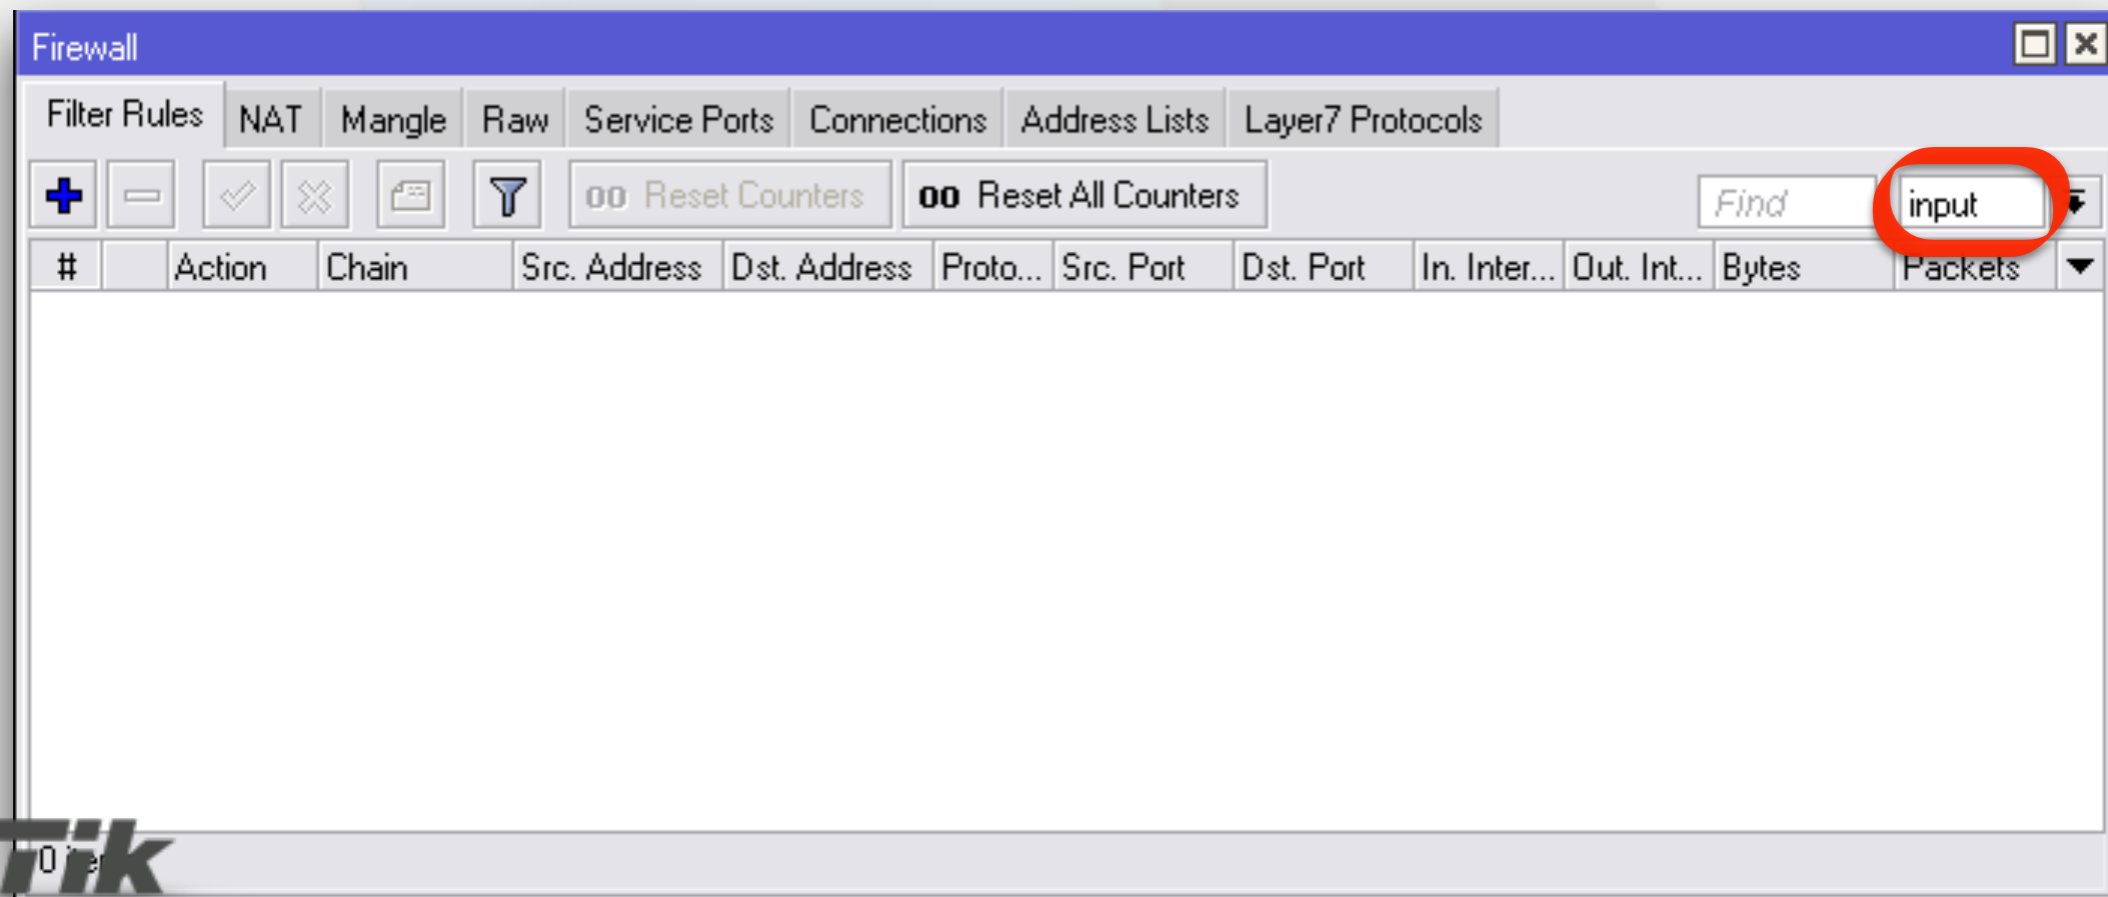 Firewall
Filter Rules NAT Mangle Raw Service Ports Connections Address Lists Layer7 Protocols
00 Reset Counters 00 Reset All Counters Find input
# Action Chain Src. Address Dst. Address Proto... Src. Port Dst. Port In. Inter... Out. Int... Bytes Packets
0
Tik